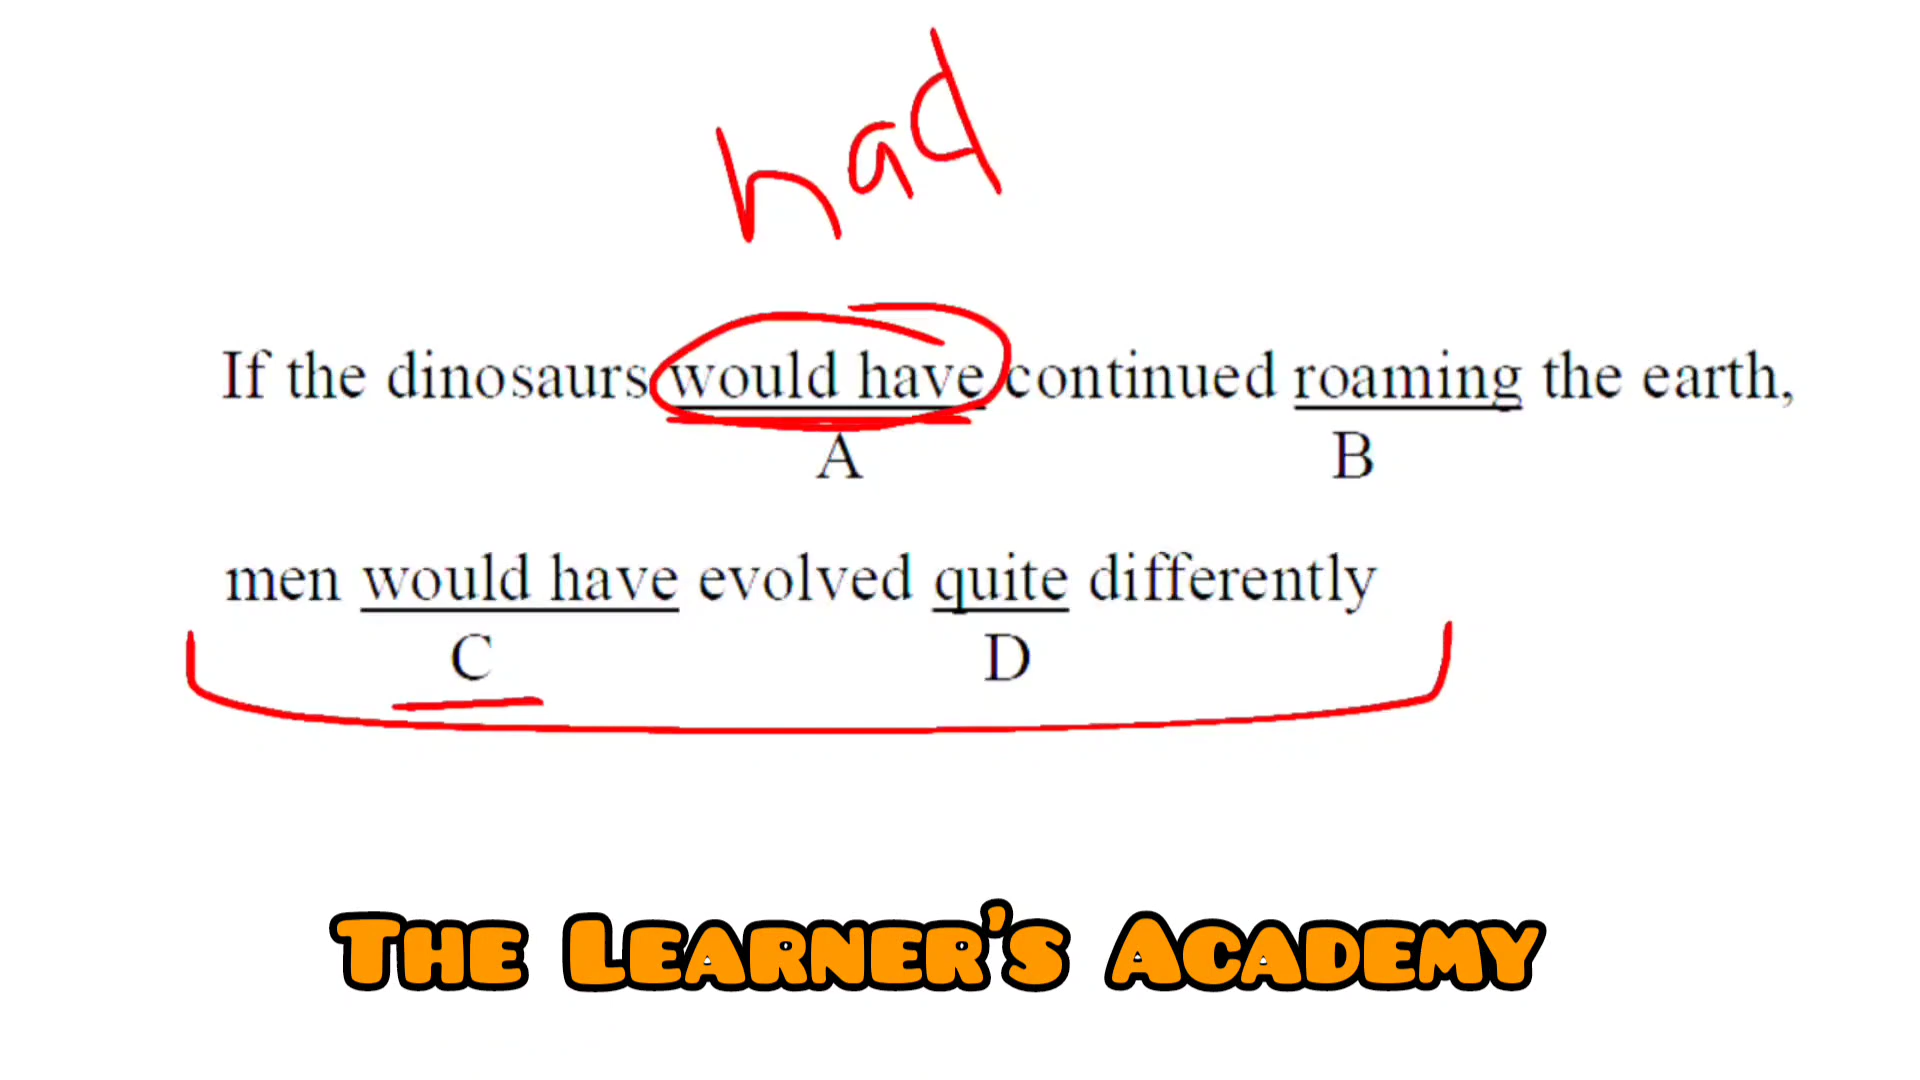 had
If the dinosaurs would have continued roaming the earth,
A B
men would have evolved quite differently
C D
The Learner's Academy